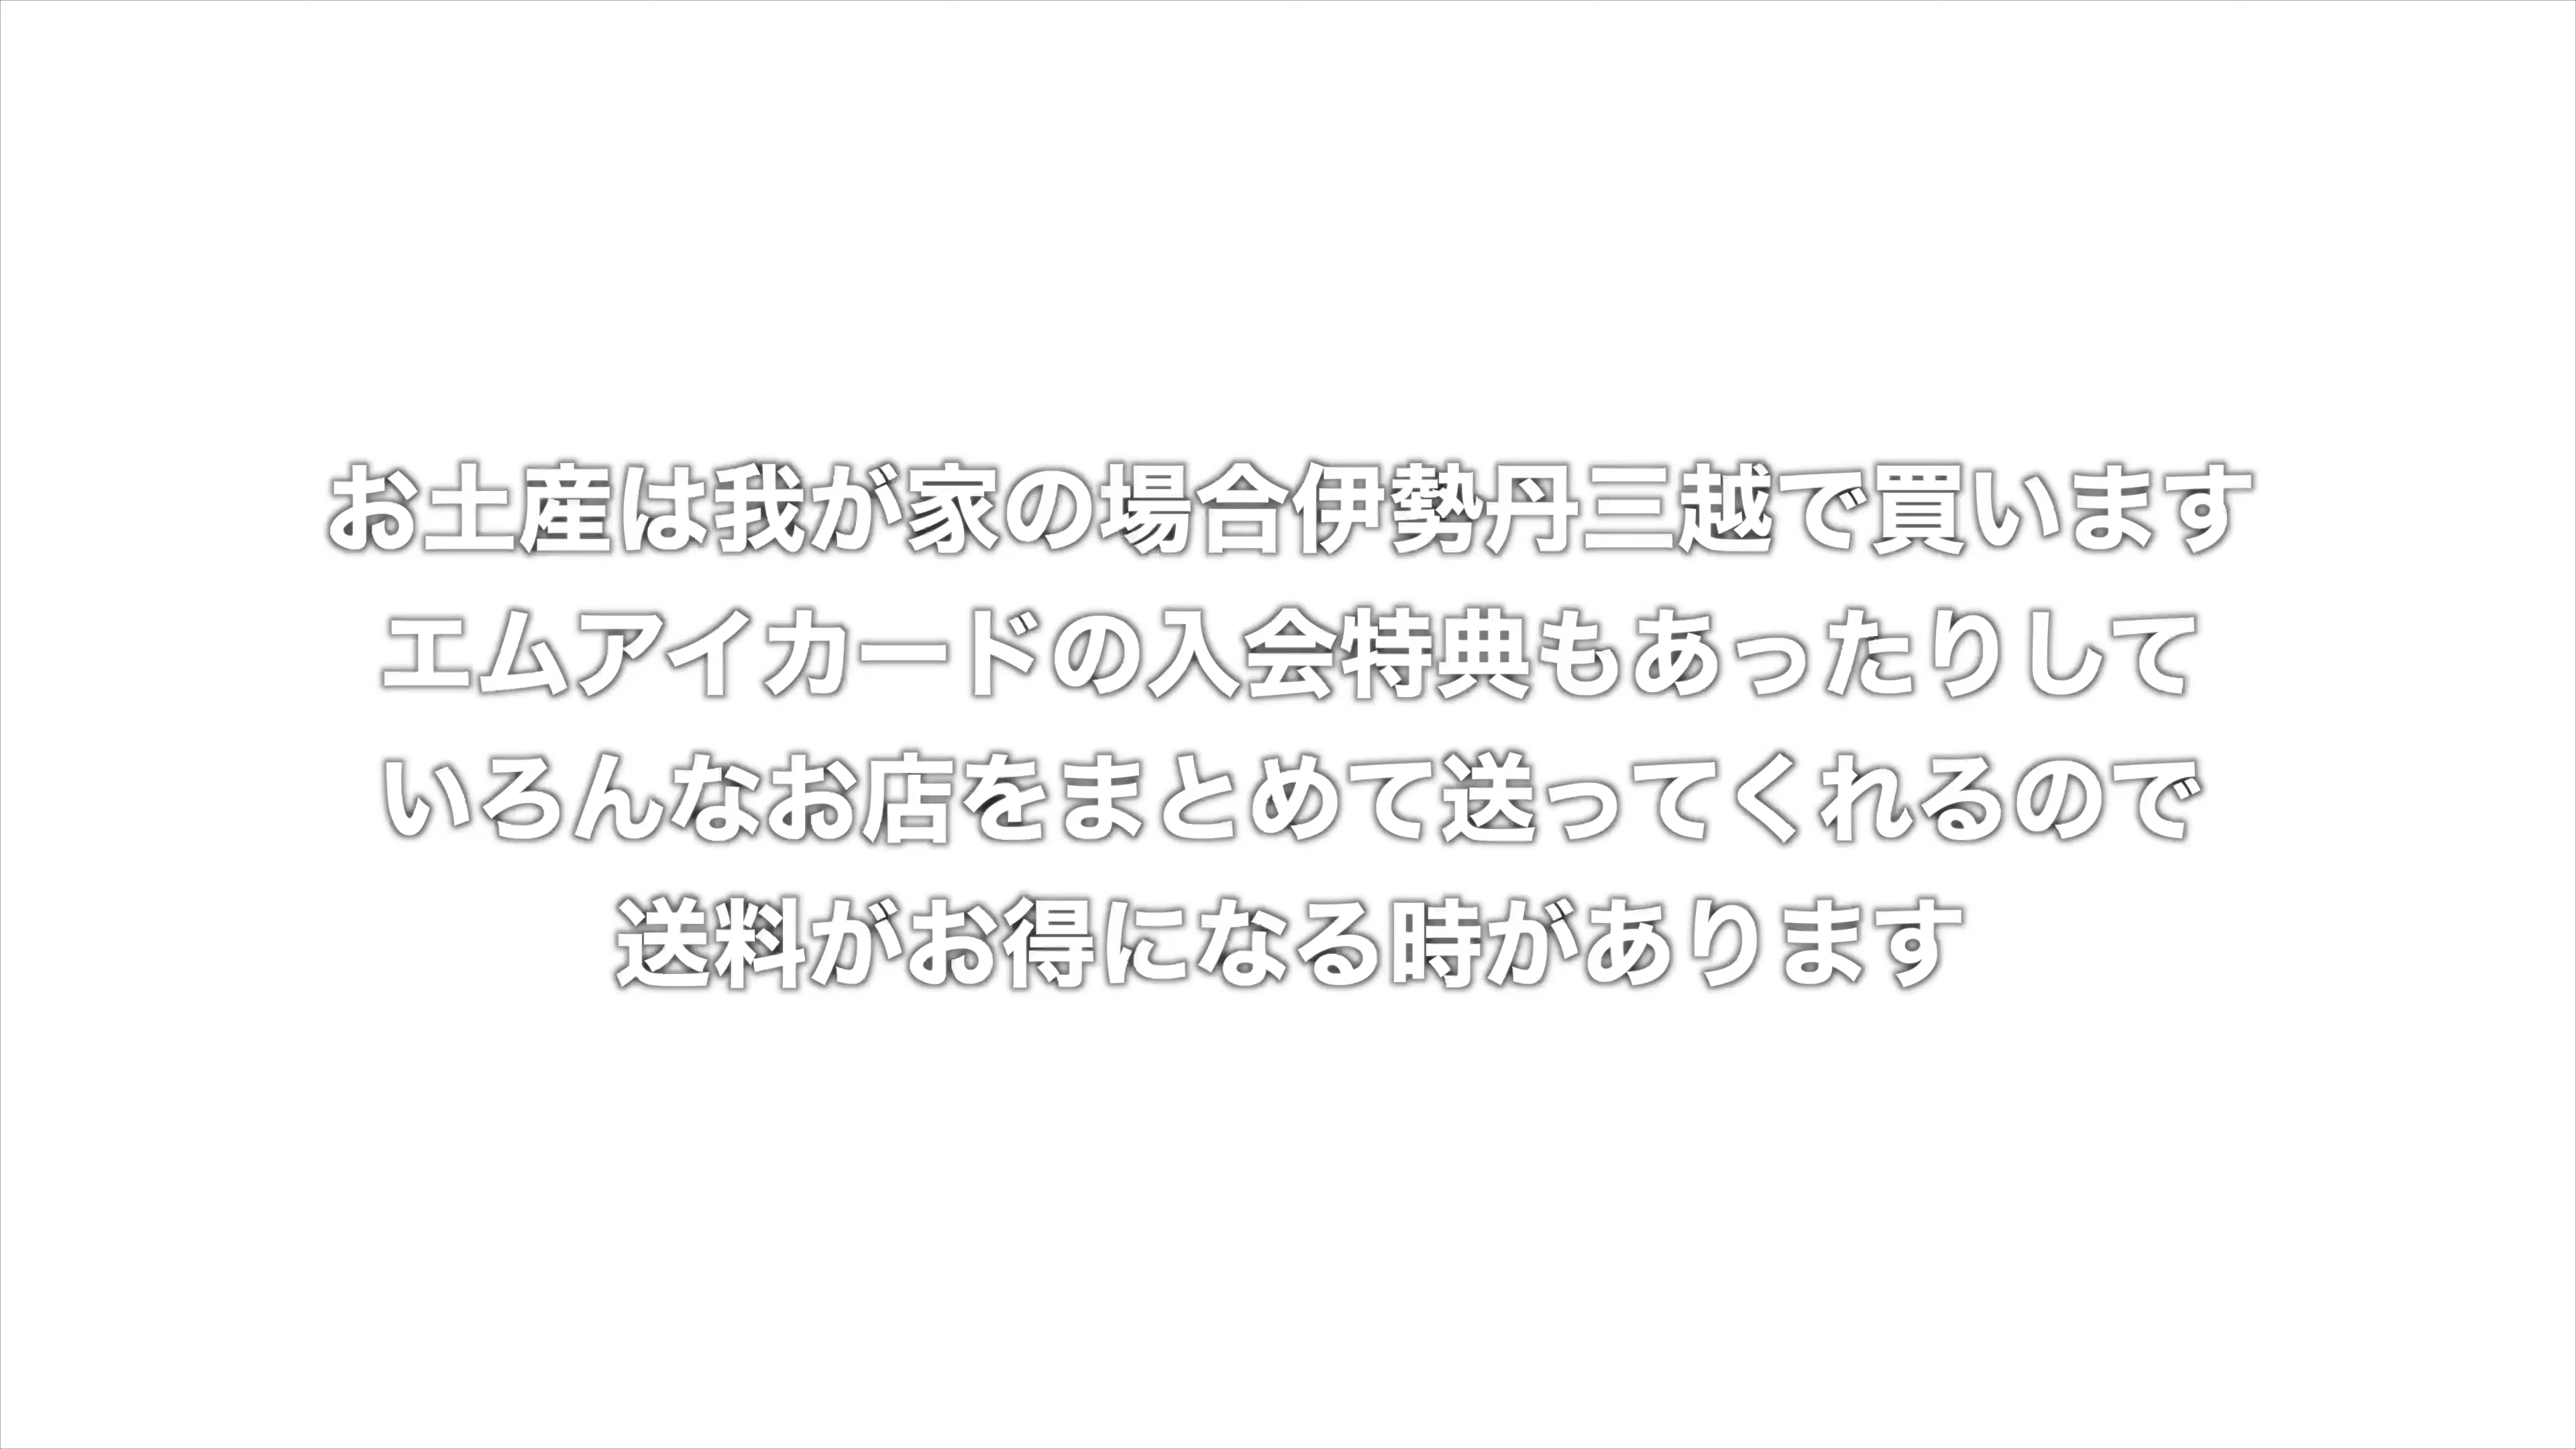 お土産は我が家の場合伊勢丹三越で買います
エムアイカードの入会特典もあったりして
いろんなお店をまとめて送ってくれるので
送料がお得になる時があります